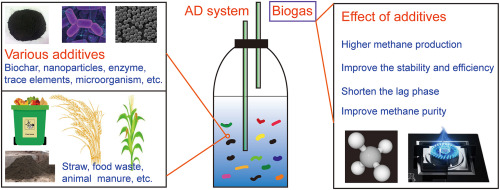 AD system
Biogas
Effect of additives
Higher methane production
Improve the stability and efficiency
Shorten the lag phase
Improve methane purity
Various additives
Biochar, nanoparticles, enzyme,
trace elements, microorganism, etc.
Straw, food waste,
animal manure, etc.